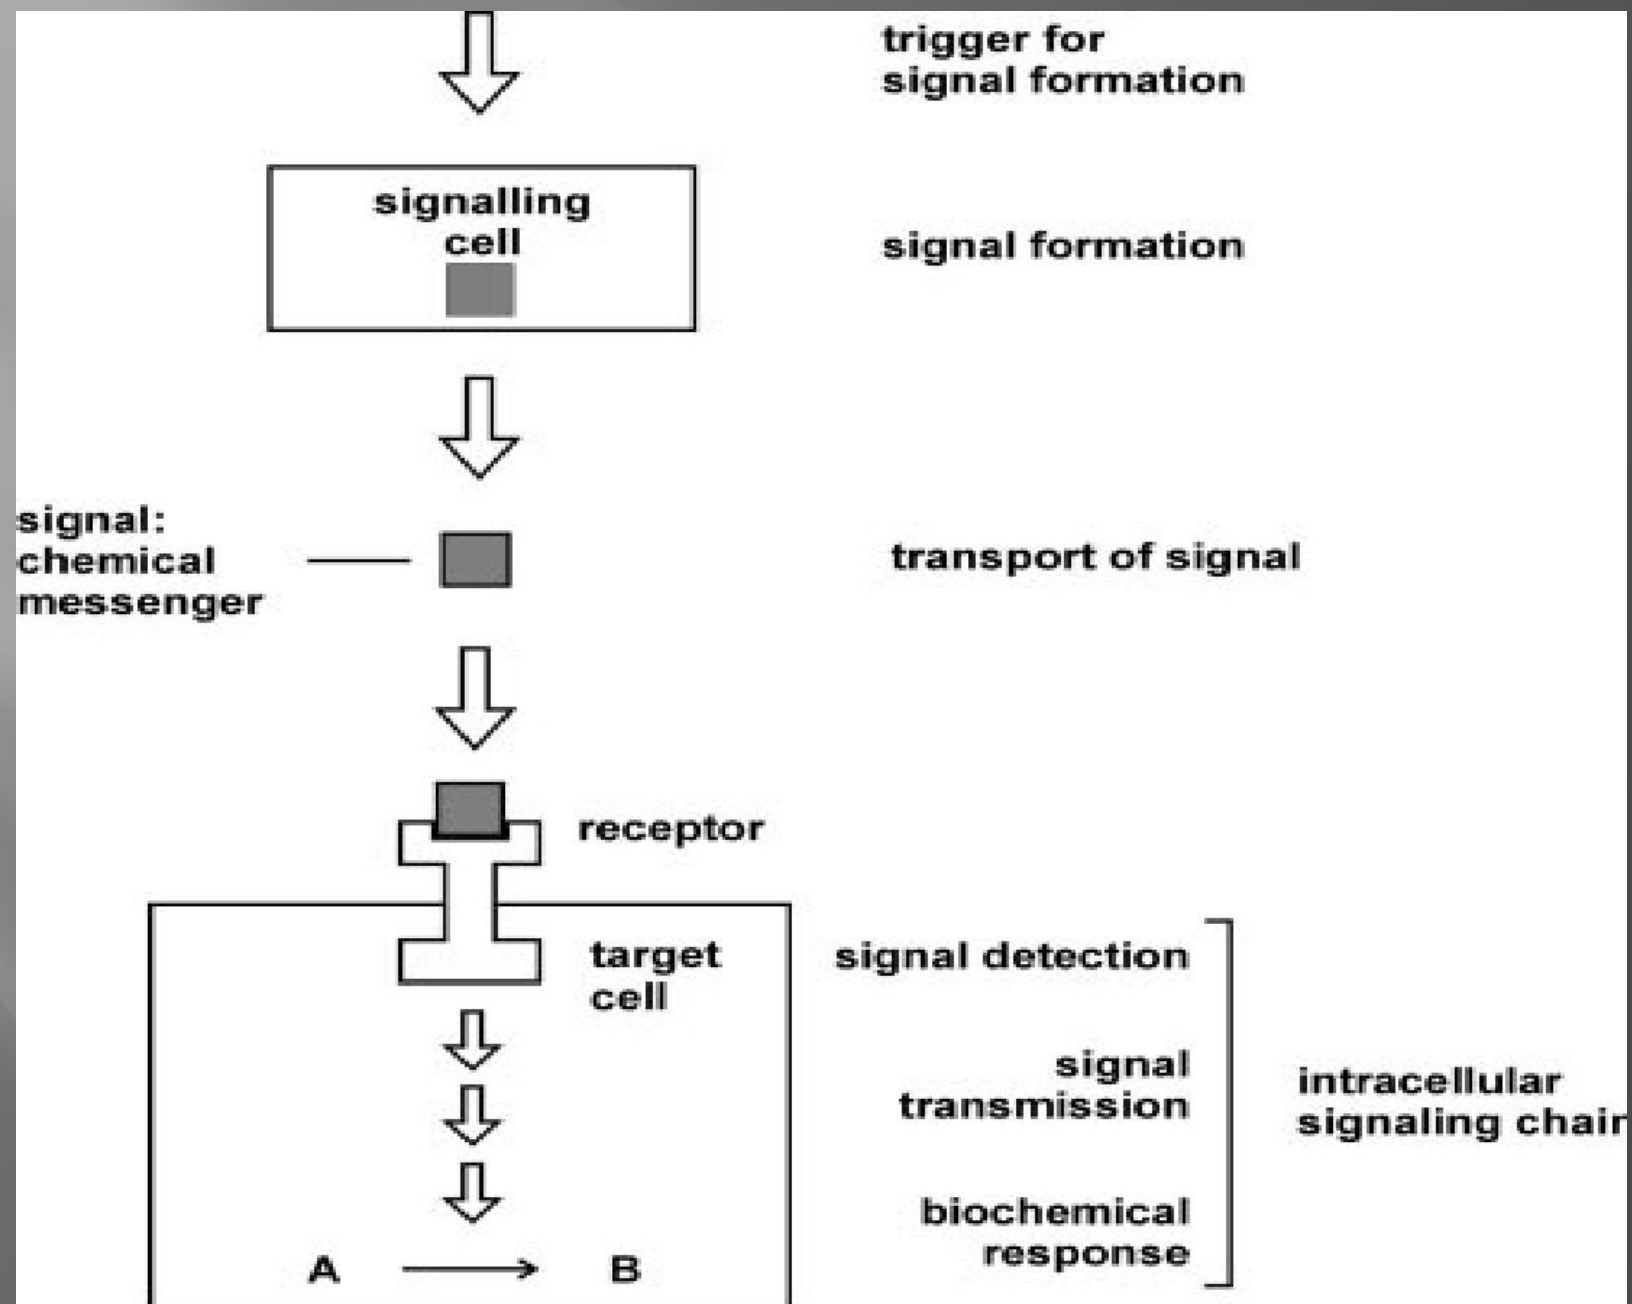 trigger for
signal formation
signalling
cell
signal formation
signal:
chemical
messenger
transport of signal
receptor
target
cell
signal detection
signal
transmission
intracellular
signaling chair
biochemical
response
A
B